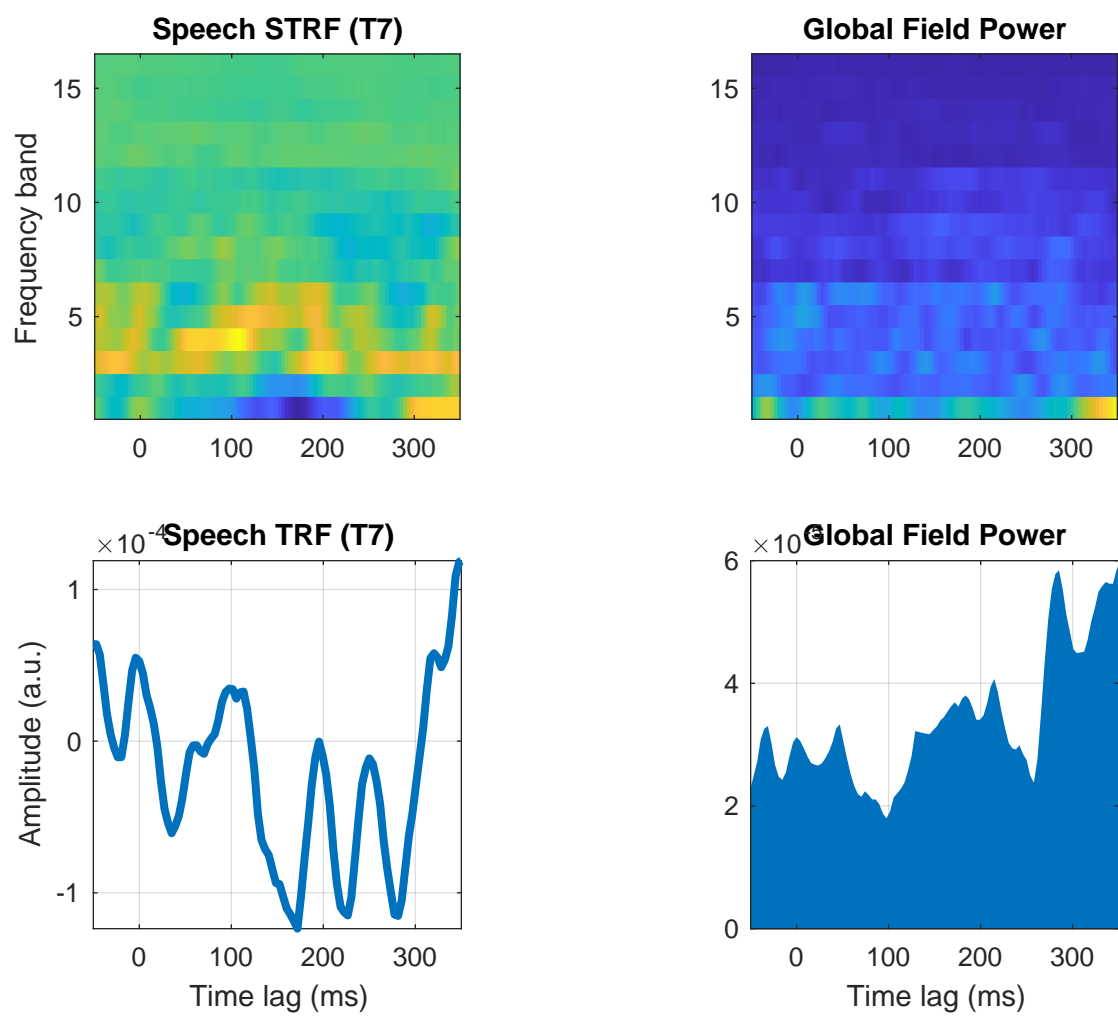 Speech STRF (T7)
Frequency band
15
10
5
0 100 200 300
Global Field Power
15
10
5
0 100 200 300
Speech TRF (T7)
×10-4
Amplitude (a.u.)
1
0
-1
0 100 200 300
Time lag (ms)
Global Field Power
×10
6
4
2
0
0 100 200 300
Time lag (ms)